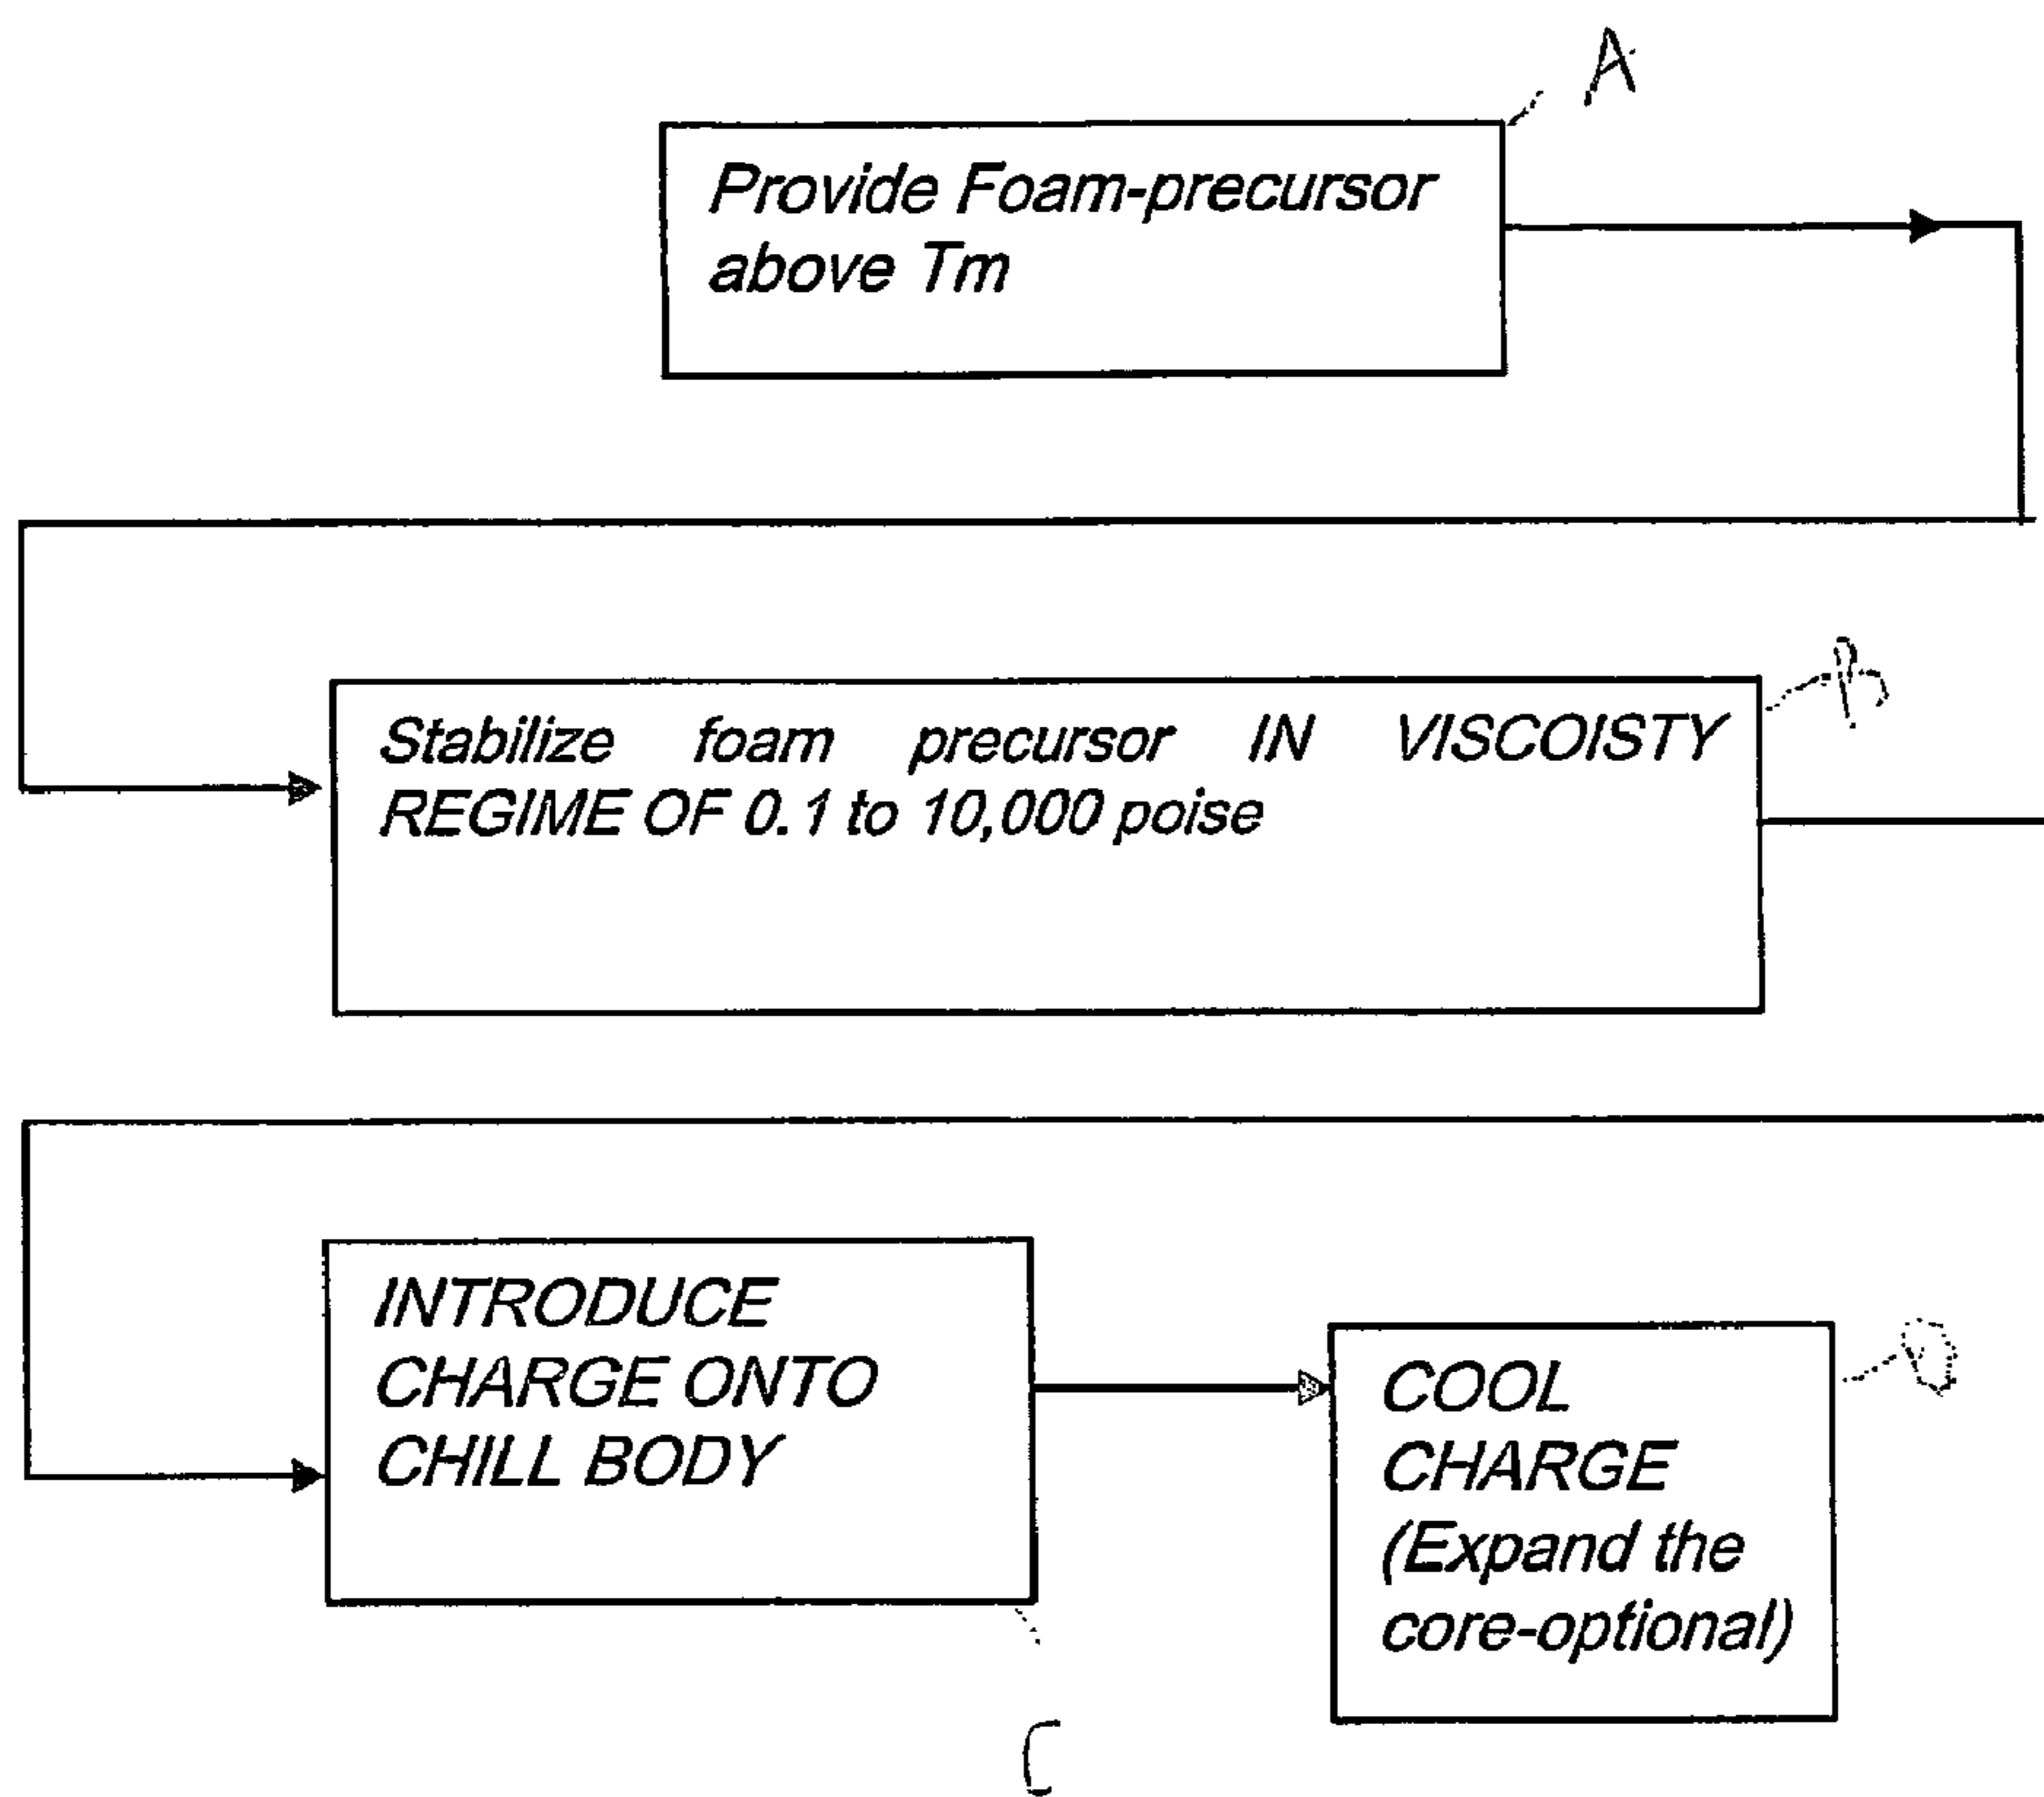 A
Provide Foam-precursor
above Tm
Stabilize foam precursor IN VISCOISTY
REGIME OF 0.1 to 10,000 poise
INTRODUCE
CHARGE ONTO
CHILL BODY
COOL
CHARGE
(Expand the
core-optional)
C